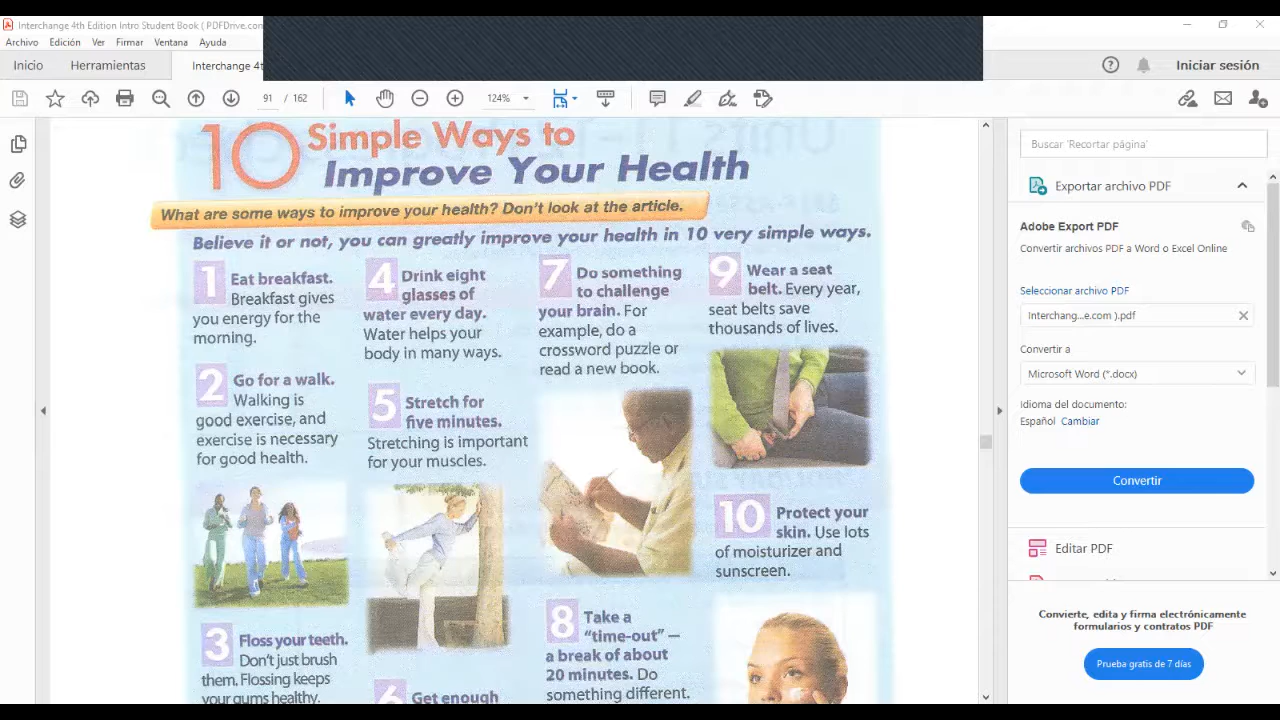 Interchange 4th Edition Intro Student Book ( PDFDrive.con
Archivo Edición Ver Firmar Ventana Ayuda
Inicio Herramientas Interchange 4t
Iniciar sesión
91 / 162
124%
10 Simple Ways to
Improve Your Health
What are some ways to improve your health? Don't look at the article.
Believe it or not, you can greatly improve your health in 10 very simple ways.
1 Eat breakfast.
Breakfast gives
you energy for the
morning.
2 Go for a walk.
Walking is
good exercise, and
exercise is necessary
for good health.
3 Floss your teeth.
Don't just brush
them. Flossing keeps
your gums healthy.
4 Drink eight
glasses of
water every day.
Water helps your
body in many ways.
5 Stretch for
five minutes.
Stretching is important
for your muscles.
6 Get enough
7 Do something
to challenge
your brain. For
example, do a
crossword puzzle or
read a new book.
8 Take a
"time-out" —
a break of about
20 minutes. Do
something different.
9 Wear a seat
belt. Every year,
seat belts save
thousands of lives.
10 Protect your
skin. Use lots
of moisturizer and
sunscreen.
Buscar 'Recortar página'
Exportar archivo PDF
Adobe Export PDF
Convertir archivos PDF a Word o Excel Online
Seleccionar archivo PDF
Interchang...e.com ).pdf
Convertir a
Microsoft Word (*.docx)
Idioma del documento:
Español Cambiar
Convertir
Editar PDF
Convierte, edita y firma electrónicamente
formularios y contratos PDF
Prueba gratis de 7 días